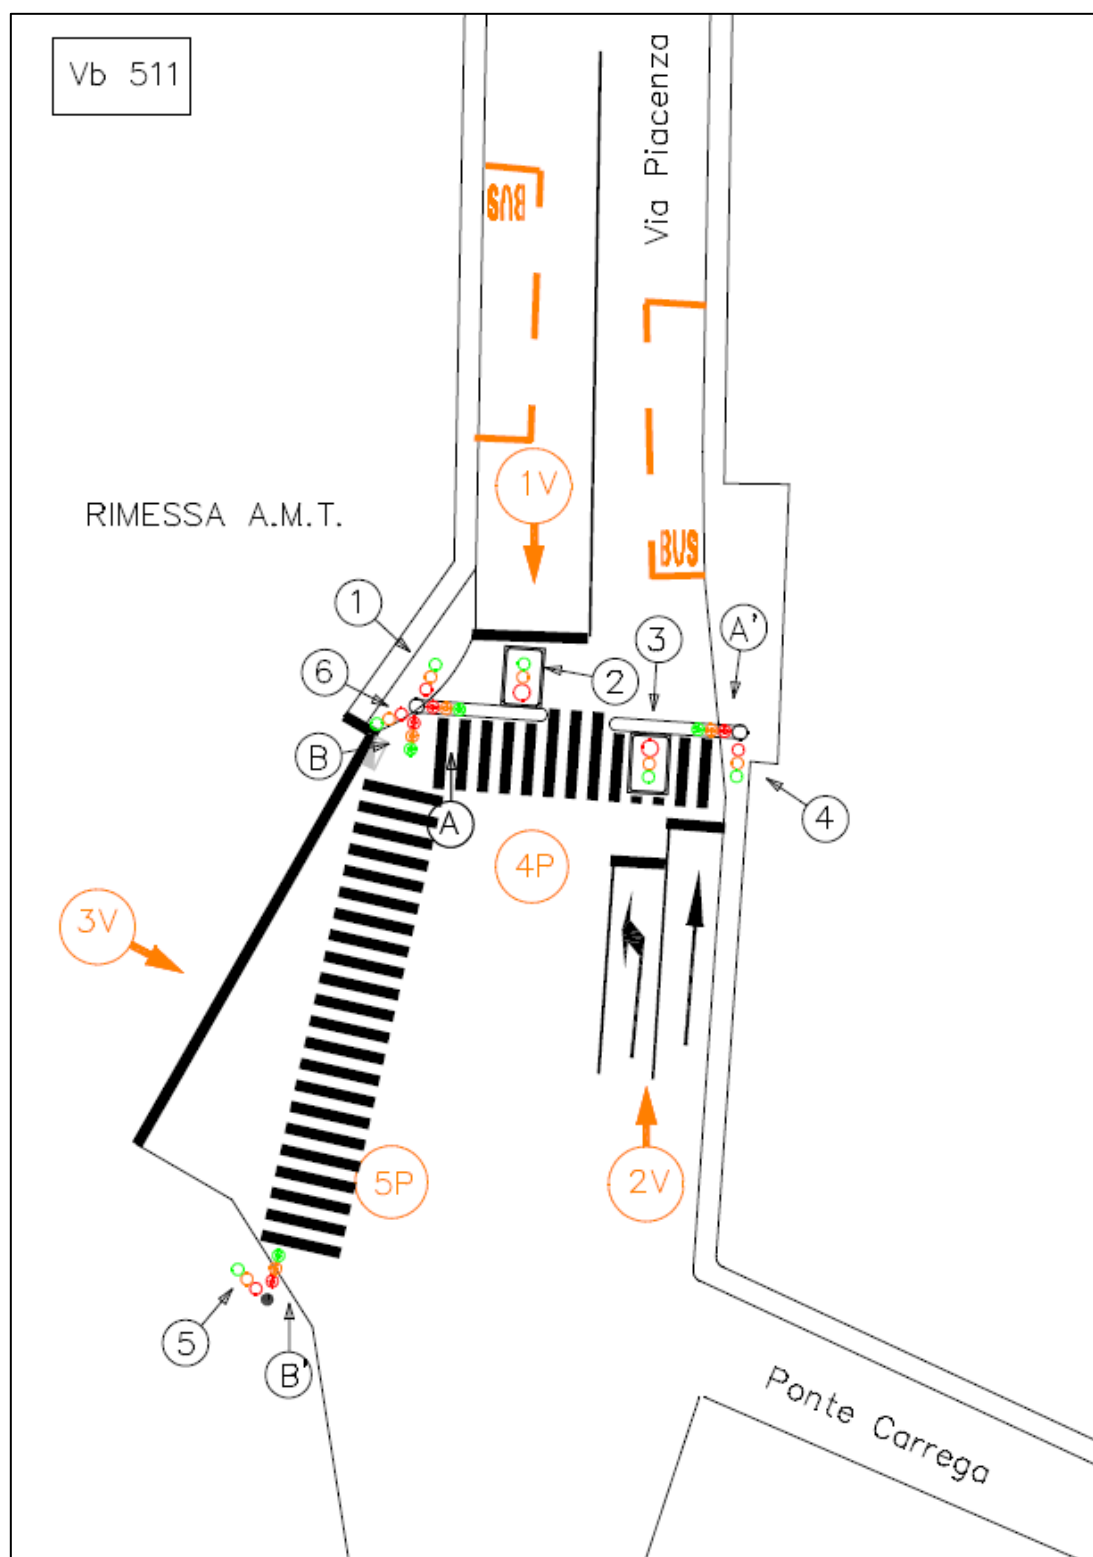 Vb 511
Via Piacenza
BUS
1V
RIMESSA A.M.T.
BUS
1
3
A'
6
2
B
A
4
4P
3V
5P
2V
5
B'
Ponte Carrega